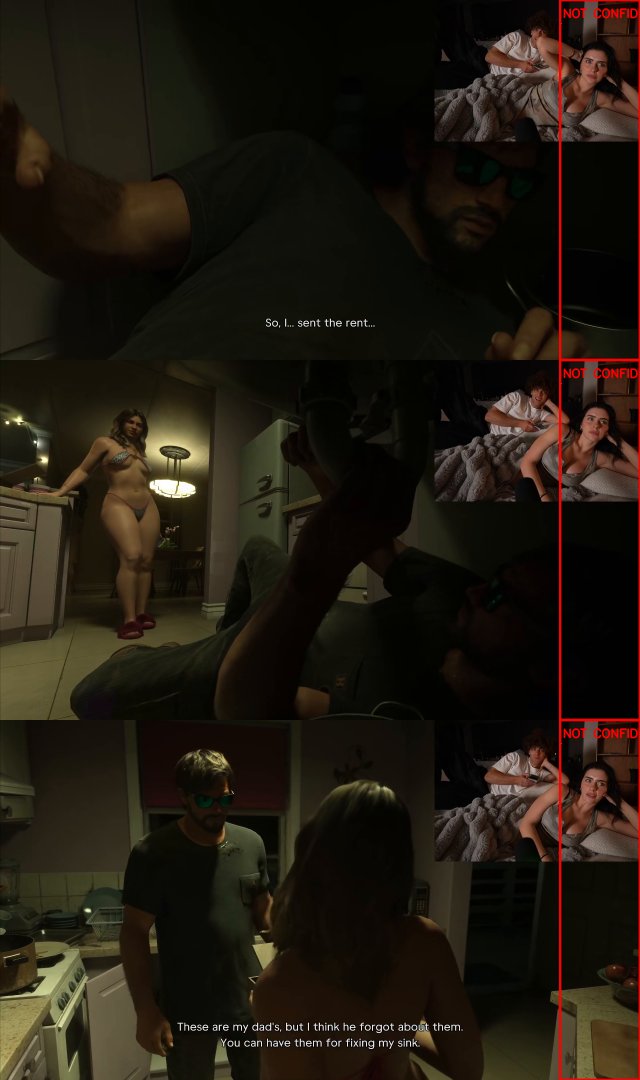 NOT CONFID
So, I... sent the rent...
NOT CONFID
NOT CONFID
These are my dad's, but I think he forgot about them.
You can have them for fixing my sink.